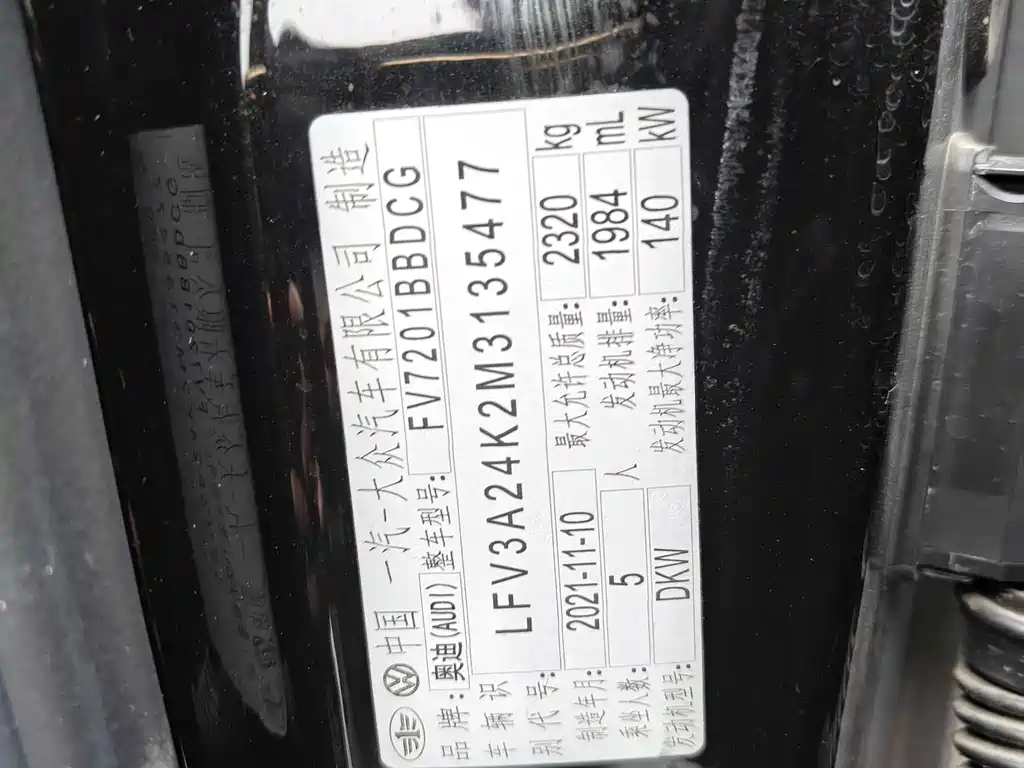 中国 一汽-大众汽车有限公司 制造
品牌: 奥迪(AUDI) 整车型号: FV7201BBDCG
车辆识别代号: LFV3A24K2M3135477
制造年月: 2021-11-10 最大允许总质量: 2320 kg
乘坐人数: 5 人 发动机排量: 1984 mL
发动机型号: DKW 发动机最大净功率: 140 kW